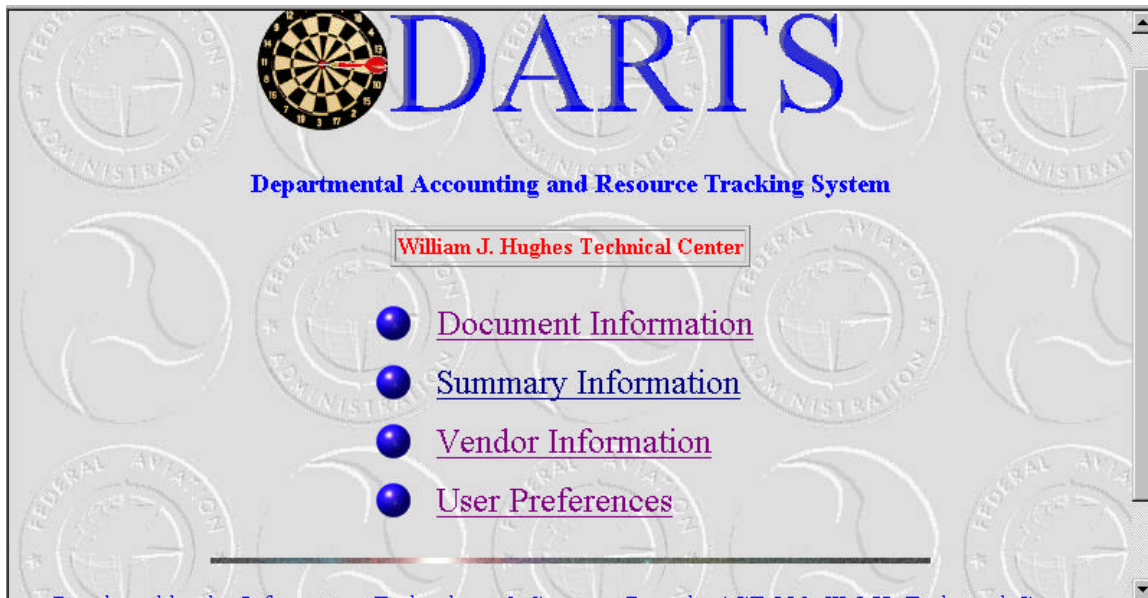 DARTS
Departmental Accounting and Resource Tracking System
William J. Hughes Technical Center
Document Information
Summary Information
Vendor Information
User Preferences